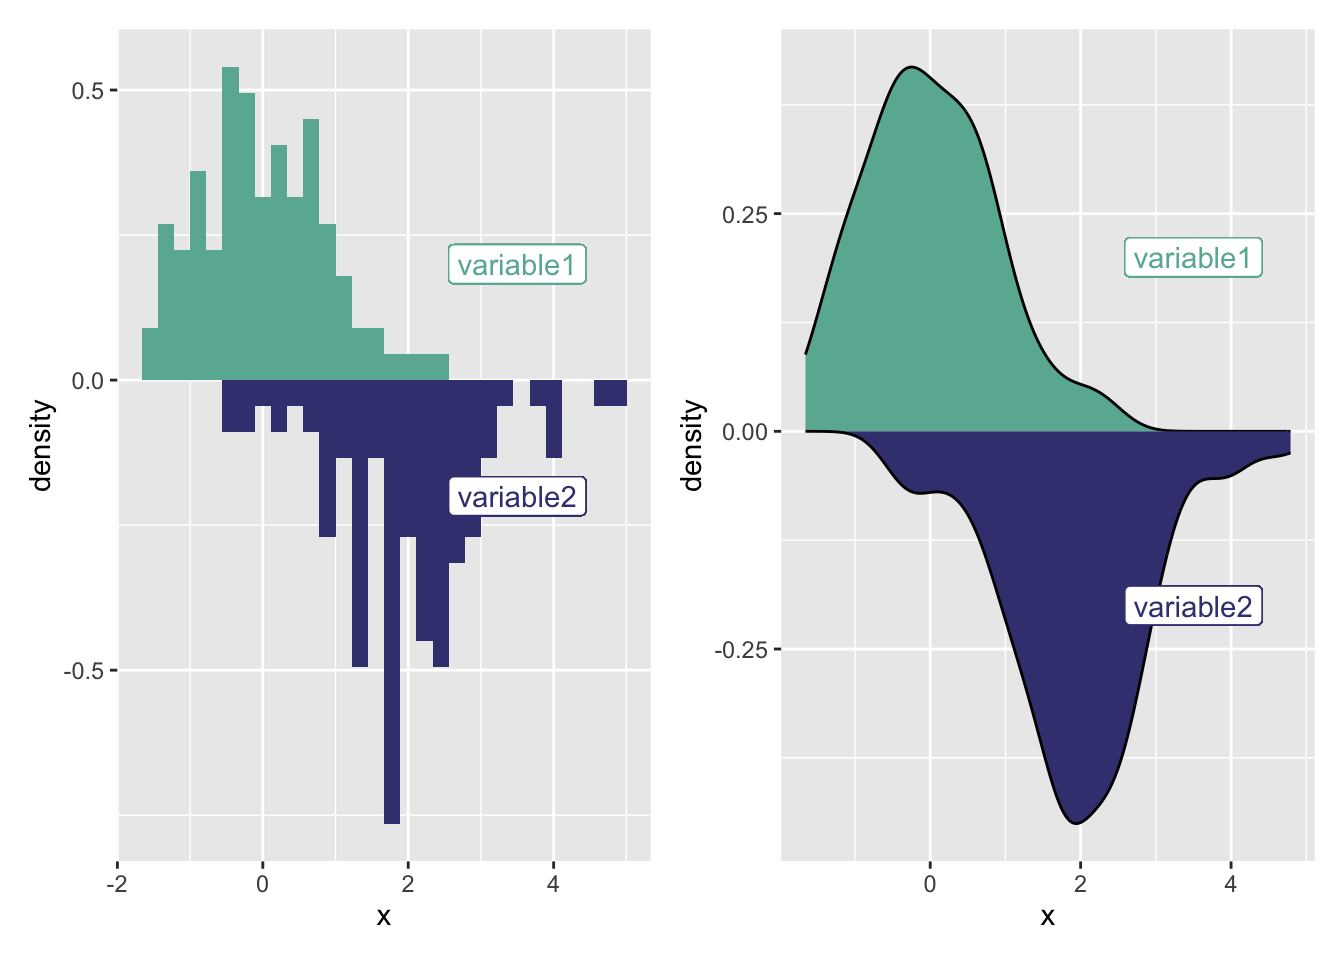 density
0.5
0.0
-0.5
variable1
variable2
-2 0 2 4
x
density
0.25
0.00
-0.25
variable1
variable2
0 2 4
x